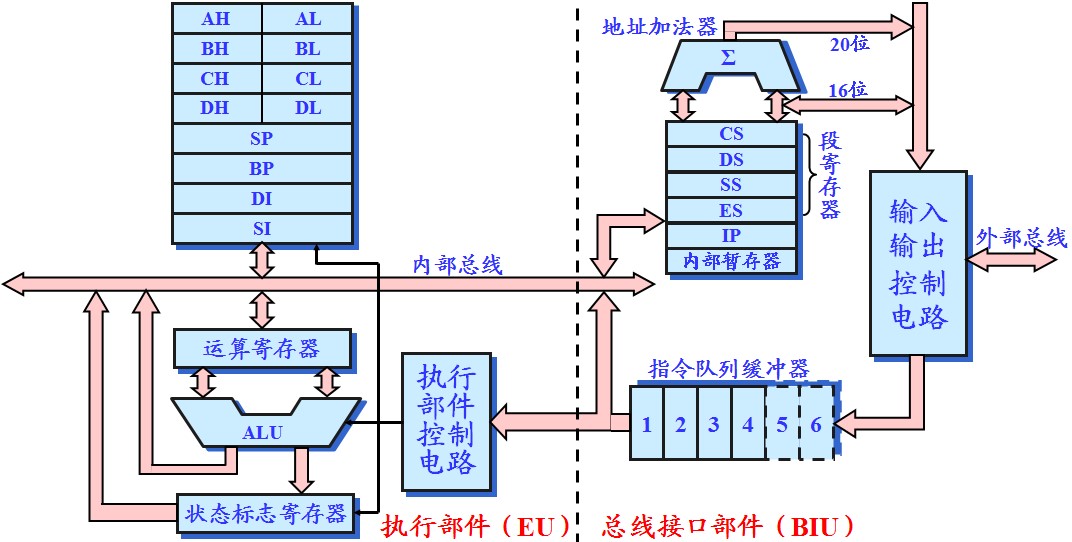 AH AL
BH BL
CH CL
DH DL
SP
BP
DI
SI
内部总线
运算寄存器
ALU
状态标志寄存器
执行
部件
控制
电路
执行部件（EU）
地址加法器
Σ
20位
16位
CS
DS
SS
ES
IP
内部暂存器
段寄存器
输入
输出
控制
电路
外部总线
指令队列缓冲器
1 2 3 4 5 6
总线接口部件（BIU）